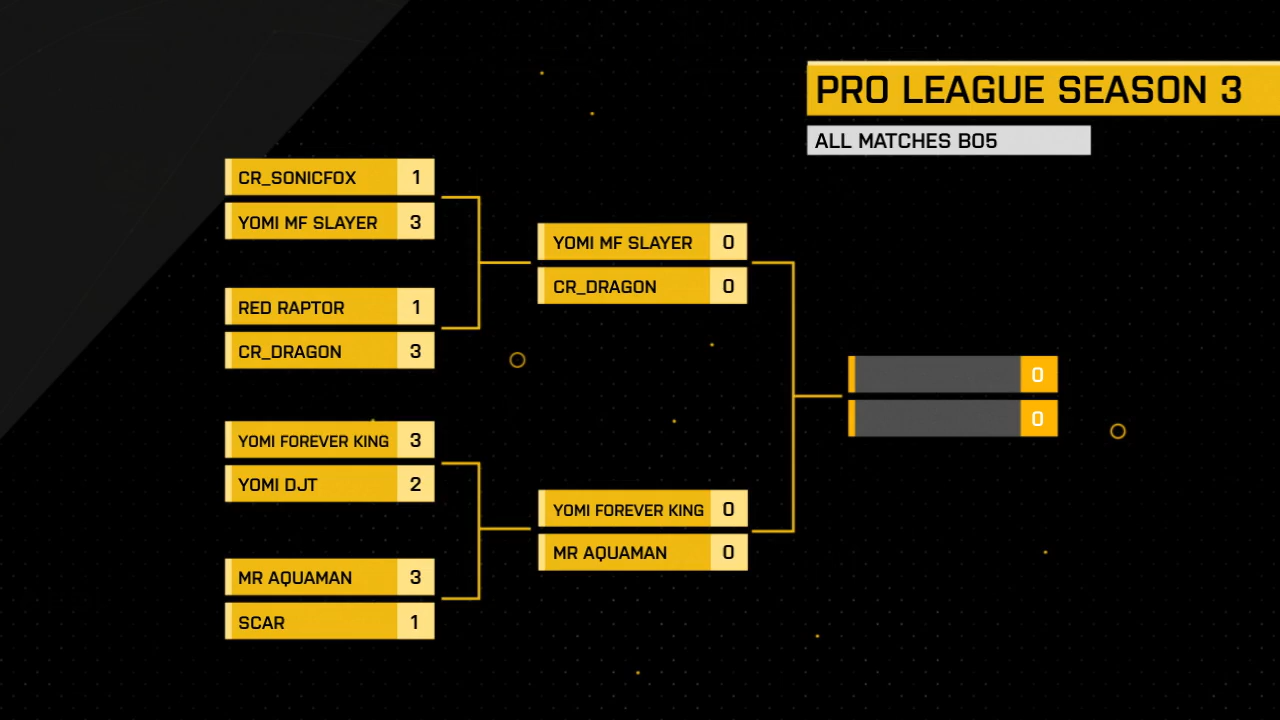 PRO LEAGUE SEASON 3
ALL MATCHES BO5
CR_SONICFOX 1
YOMI MF SLAYER 3
RED RAPTOR 1
CR_DRAGON 3
YOMI FOREVER KING 3
YOMI DJT 2
MR AQUAMAN 3
SCAR 1
YOMI MF SLAYER 0
CR_DRAGON 0
YOMI FOREVER KING 0
MR AQUAMAN 0
0
0